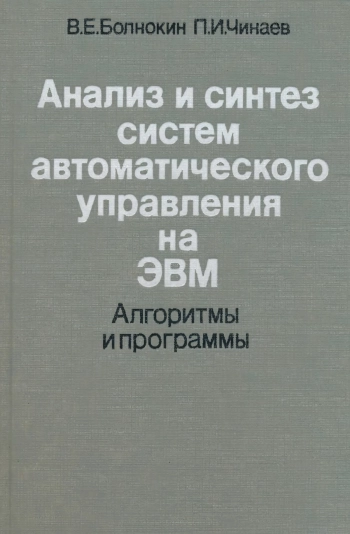 В.Е.Болнокин П.И.Чинаев
Анализ и синтез
систем
автоматического
управления
на
ЭВМ
Алгоритмы
и программы